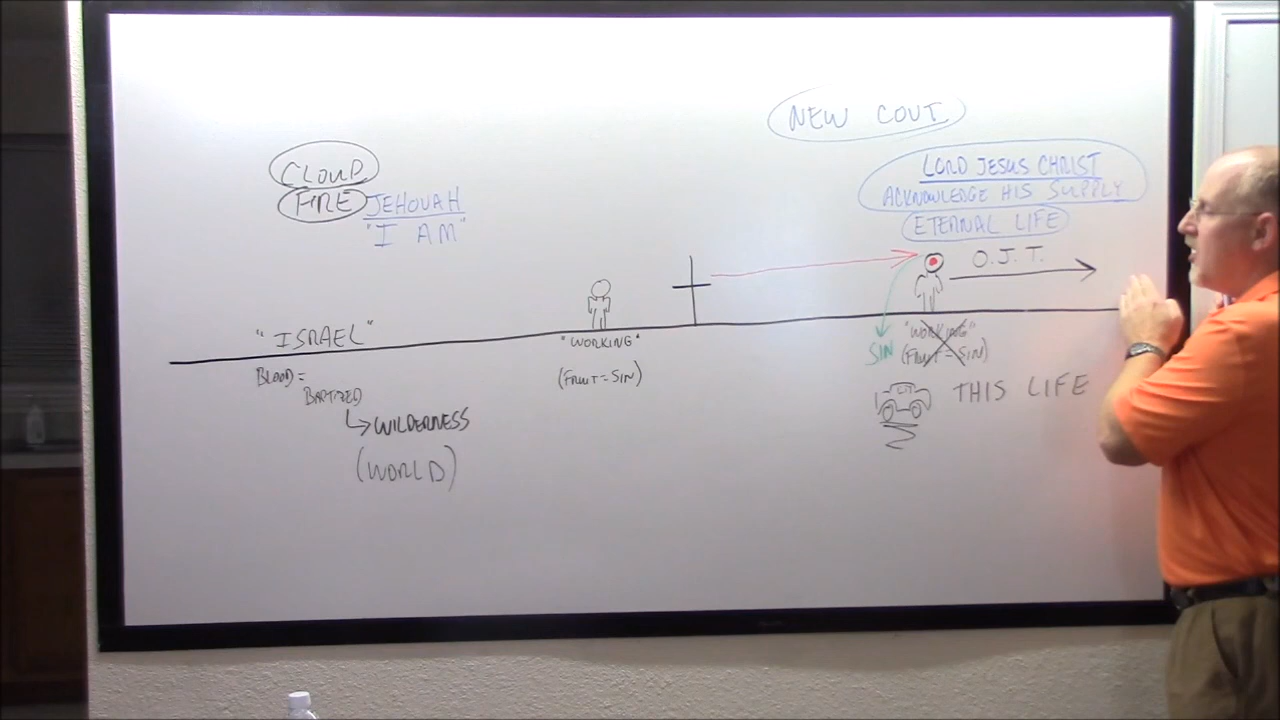 NEW COVT.
CLOUD
FIRE
JEHOVAH
"I AM"
LORD JESUS CHRIST
ACKNOWLEDGE HIS SUPPLY
ETERNAL LIFE
O.J.T.
"ISRAEL"
BLOOD =
BAPTIZED
WILDERNESS
(WORLD)
"WORKING"
(FRUIT = SIN)
SIN
"WORKING"
(FRUIT = SIN)
THIS LIFE